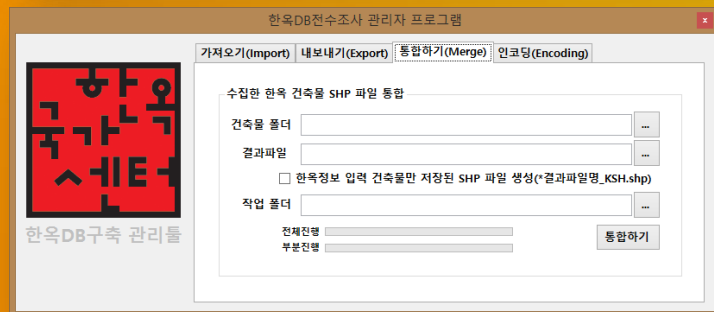 한옥DB전수조사 관리자 프로그램
x
가져오기(Import) 내보내기(Export) 통합하기(Merge) 인코딩(Encoding)
한옥
국가
센터
한옥DB구축 관리툴
수집한 한옥 건축물 SHP 파일 통합
건축물 폴더 ...
결과파일 ...
한옥정보 입력 건축물만 저장된 SHP 파일 생성(*결과파일명_KSH.shp)
작업 폴더 ...
전체진행
부분진행
통합하기